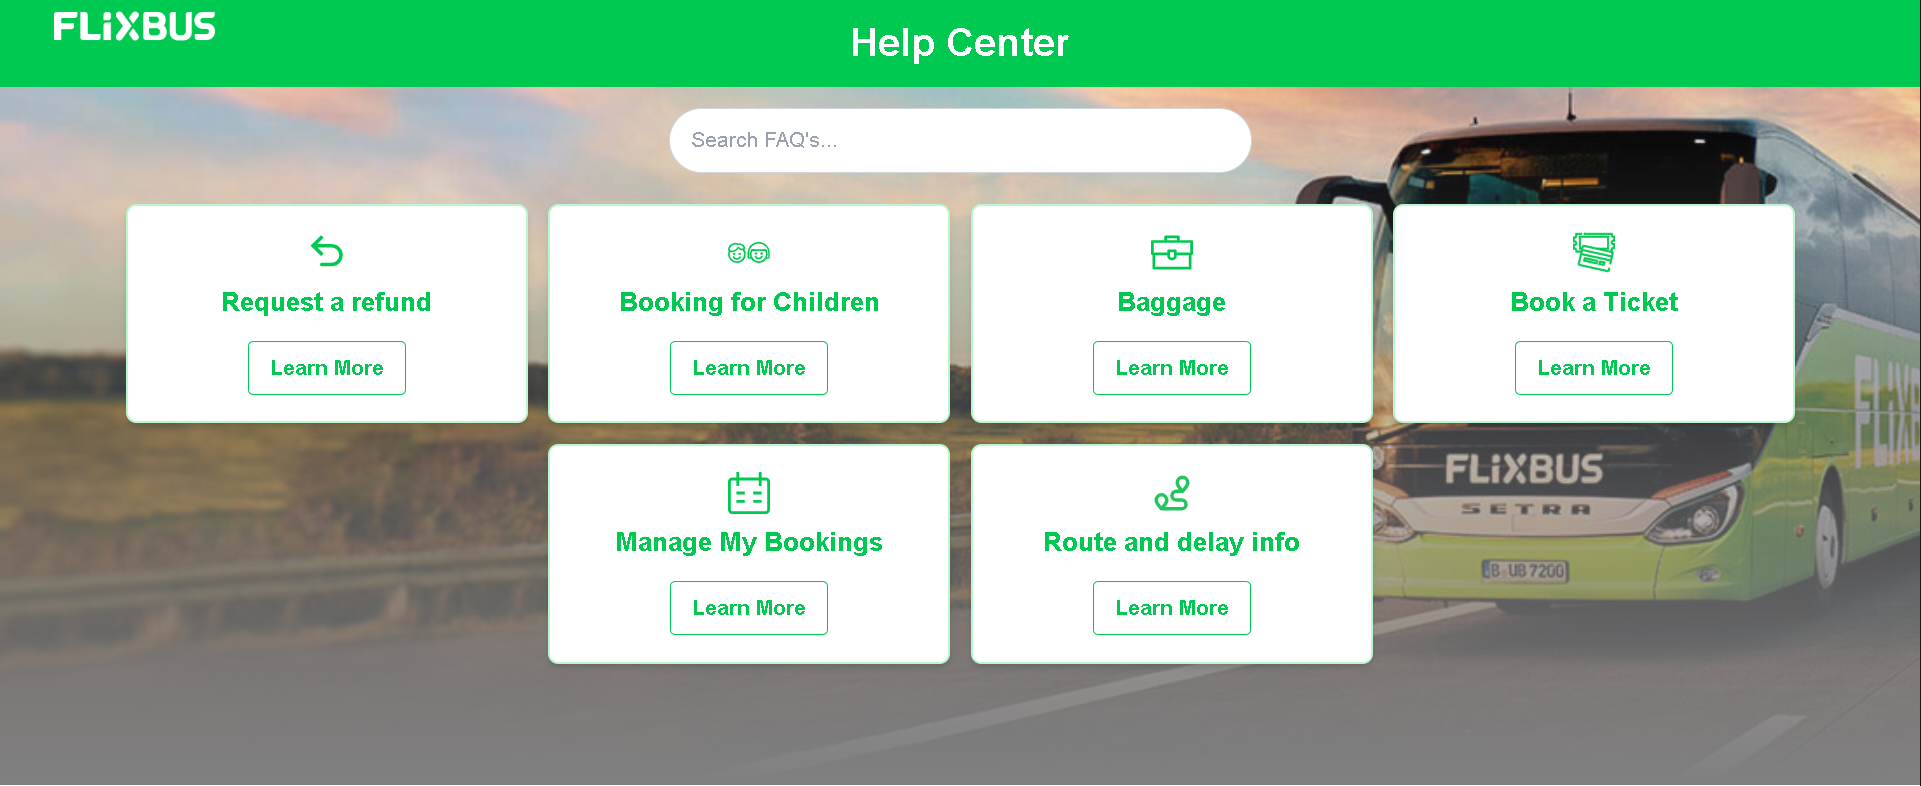 FLiXBUS
Help Center
Search FAQ's...
Request a refund
Learn More
Booking for Children
Learn More
Baggage
Learn More
Book a Ticket
Learn More
Manage My Bookings
Learn More
Route and delay info
Learn More
FLiXBUS
SETRA
B UB 7200